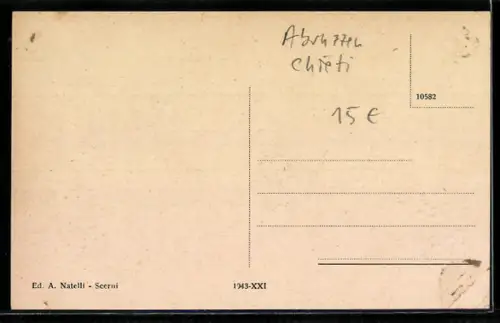 Abruzzen
Chieti
10582
15 €
Ed. A. Natelli - Scerni
1943-XXI